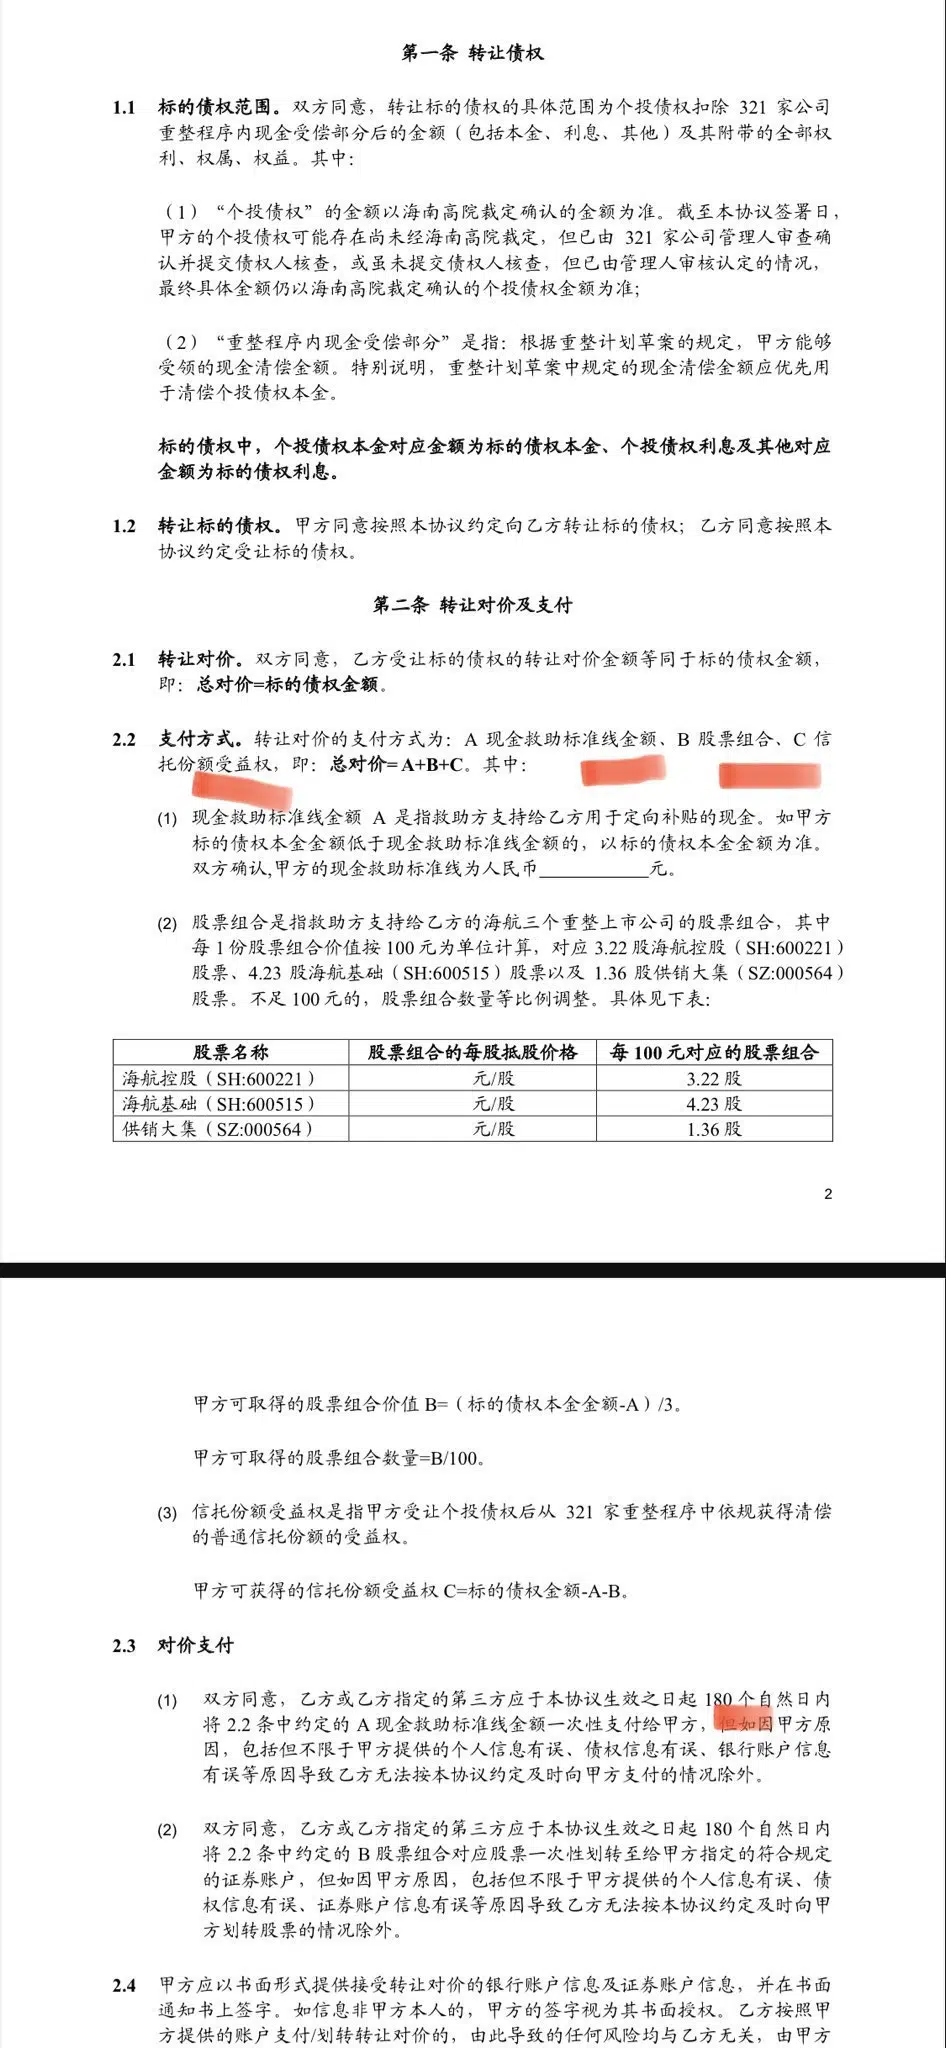 第一条 转让债权
1.1 标的债权范围。双方同意，转让标的债权的具体范围为个投债权扣除 321 家公司
重整程序内现金受偿部分后的金额（包括本金、利息、其他）及其附带的全部权
利、权属、权益。其中：
（1）“个投债权”的金额以海南高院裁定确认的金额为准。截至本协议签署日，
甲方的个投债权可能存在尚未经海南高院裁定，但已由 321 家公司管理人审查确
认并提交债权人核查，或虽未提交债权人核查，但已由管理人审核认定的情况，
最终具体金额仍以海南高院裁定确认的个投债权金额为准；
（2）“重整程序内现金受偿部分”是指：根据重整计划草案的规定，甲方能够
受领的现金清偿金额。特别说明，重整计划草案中规定的现金清偿金额应优先用
于清偿个投债权本金。
标的债权中，个投债权本金对应金额为标的债权本金、个投债权利息及其他对应
金额为标的债权利息。
1.2 转让标的债权。甲方同意按照本协议约定向乙方转让标的债权；乙方同意按照本
协议约定受让标的债权。
第二条 转让对价及支付
2.1 转让对价。双方同意，乙方受让标的债权的转让对价金额等同于标的债权金额，
即：总对价=标的债权金额。
2.2 支付方式。转让对价的支付方式为：A 现金救助标准线金额、B 股票组合、C 信
托份额受益权，即：总对价= A+B+C。其中：
(1) 现金救助标准线金额 A 是指救助方支持给乙方用于定向补贴的现金。如甲方
标的债权本金金额低于现金救助标准线金额的，以标的债权本金金额为准。
双方确认,甲方的现金救助标准线为人民币___________元。
(2) 股票组合是指救助方支持给乙方的海航三个重整上市公司的股票组合，其中
每 1 份股票组合价值按 100 元为单位计算，对应 3.22 股海航控股（SH:600221）
股票、4.23 股海航基础（SH:600515）股票以及 1.36 股供销大集（SZ:000564）
股票。不足 100 元的，股票组合数量等比例调整。具体见下表：
股票名称 股票组合的每股抵股价格 每 100 元对应的股票组合
海航控股（SH:600221） 元/股 3.22 股
海航基础（SH:600515） 元/股 4.23 股
供销大集（SZ:000564） 元/股 1.36 股
2
甲方可取得的股票组合价值 B=（标的债权本金金额-A）/3。
甲方可取得的股票组合数量=B/100。
(3) 信托份额受益权是指甲方受让个投债权后从 321 家重整程序中依规获得清偿
的普通信托份额的受益权。
甲方可获得的信托份额受益权 C=标的债权金额-A-B。
2.3 对价支付
(1) 双方同意，乙方或乙方指定的第三方应于本协议生效之日起 180 个自然日内
将 2.2 条中约定的 A 现金救助标准线金额一次性支付给甲方，但如因甲方原
因，包括但不限于甲方提供的个人信息有误、债权信息有误、银行账户信息
有误等原因导致乙方无法按本协议约定及时向甲方支付的情况除外。
(2) 双方同意，乙方或乙方指定的第三方应于本协议生效之日起 180 个自然日内
将 2.2 条中约定的 B 股票组合对应股票一次性划转至给甲方指定的符合规定
的证券账户，但如因甲方原因，包括但不限于甲方提供的个人信息有误、债
权信息有误、证券账户信息有误等原因导致乙方无法按本协议约定及时向甲
方划转股票的情况除外。
2.4 甲方应以书面形式提供接受转让对价的银行账户信息及证券账户信息，并在书面
通知书上签字。如信息非甲方本人的，甲方的签字视为其书面授权。乙方按照甲
方提供的账户支付/划转转让对价的，由此导致的任何风险均与乙方无关，由甲方